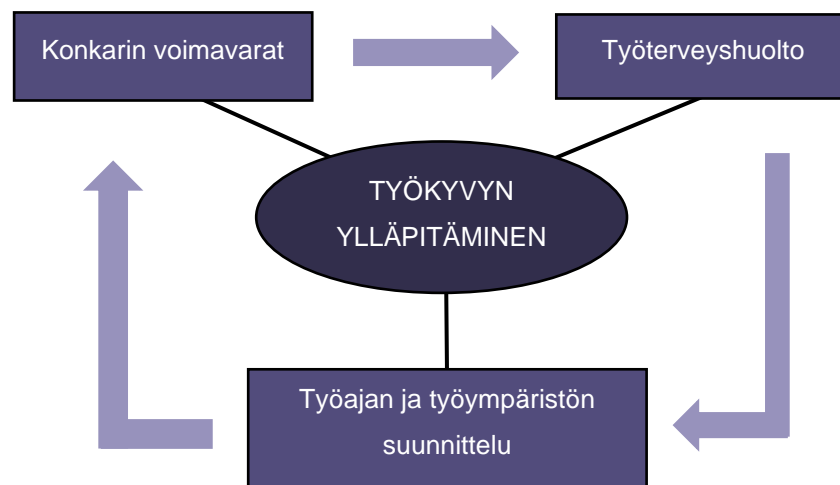 Konkarin voimavarat
Työterveyshuolto
TYÖKYVYN
YLLÄPITÄMINEN
Työajan ja työympäristön
suunnittelu